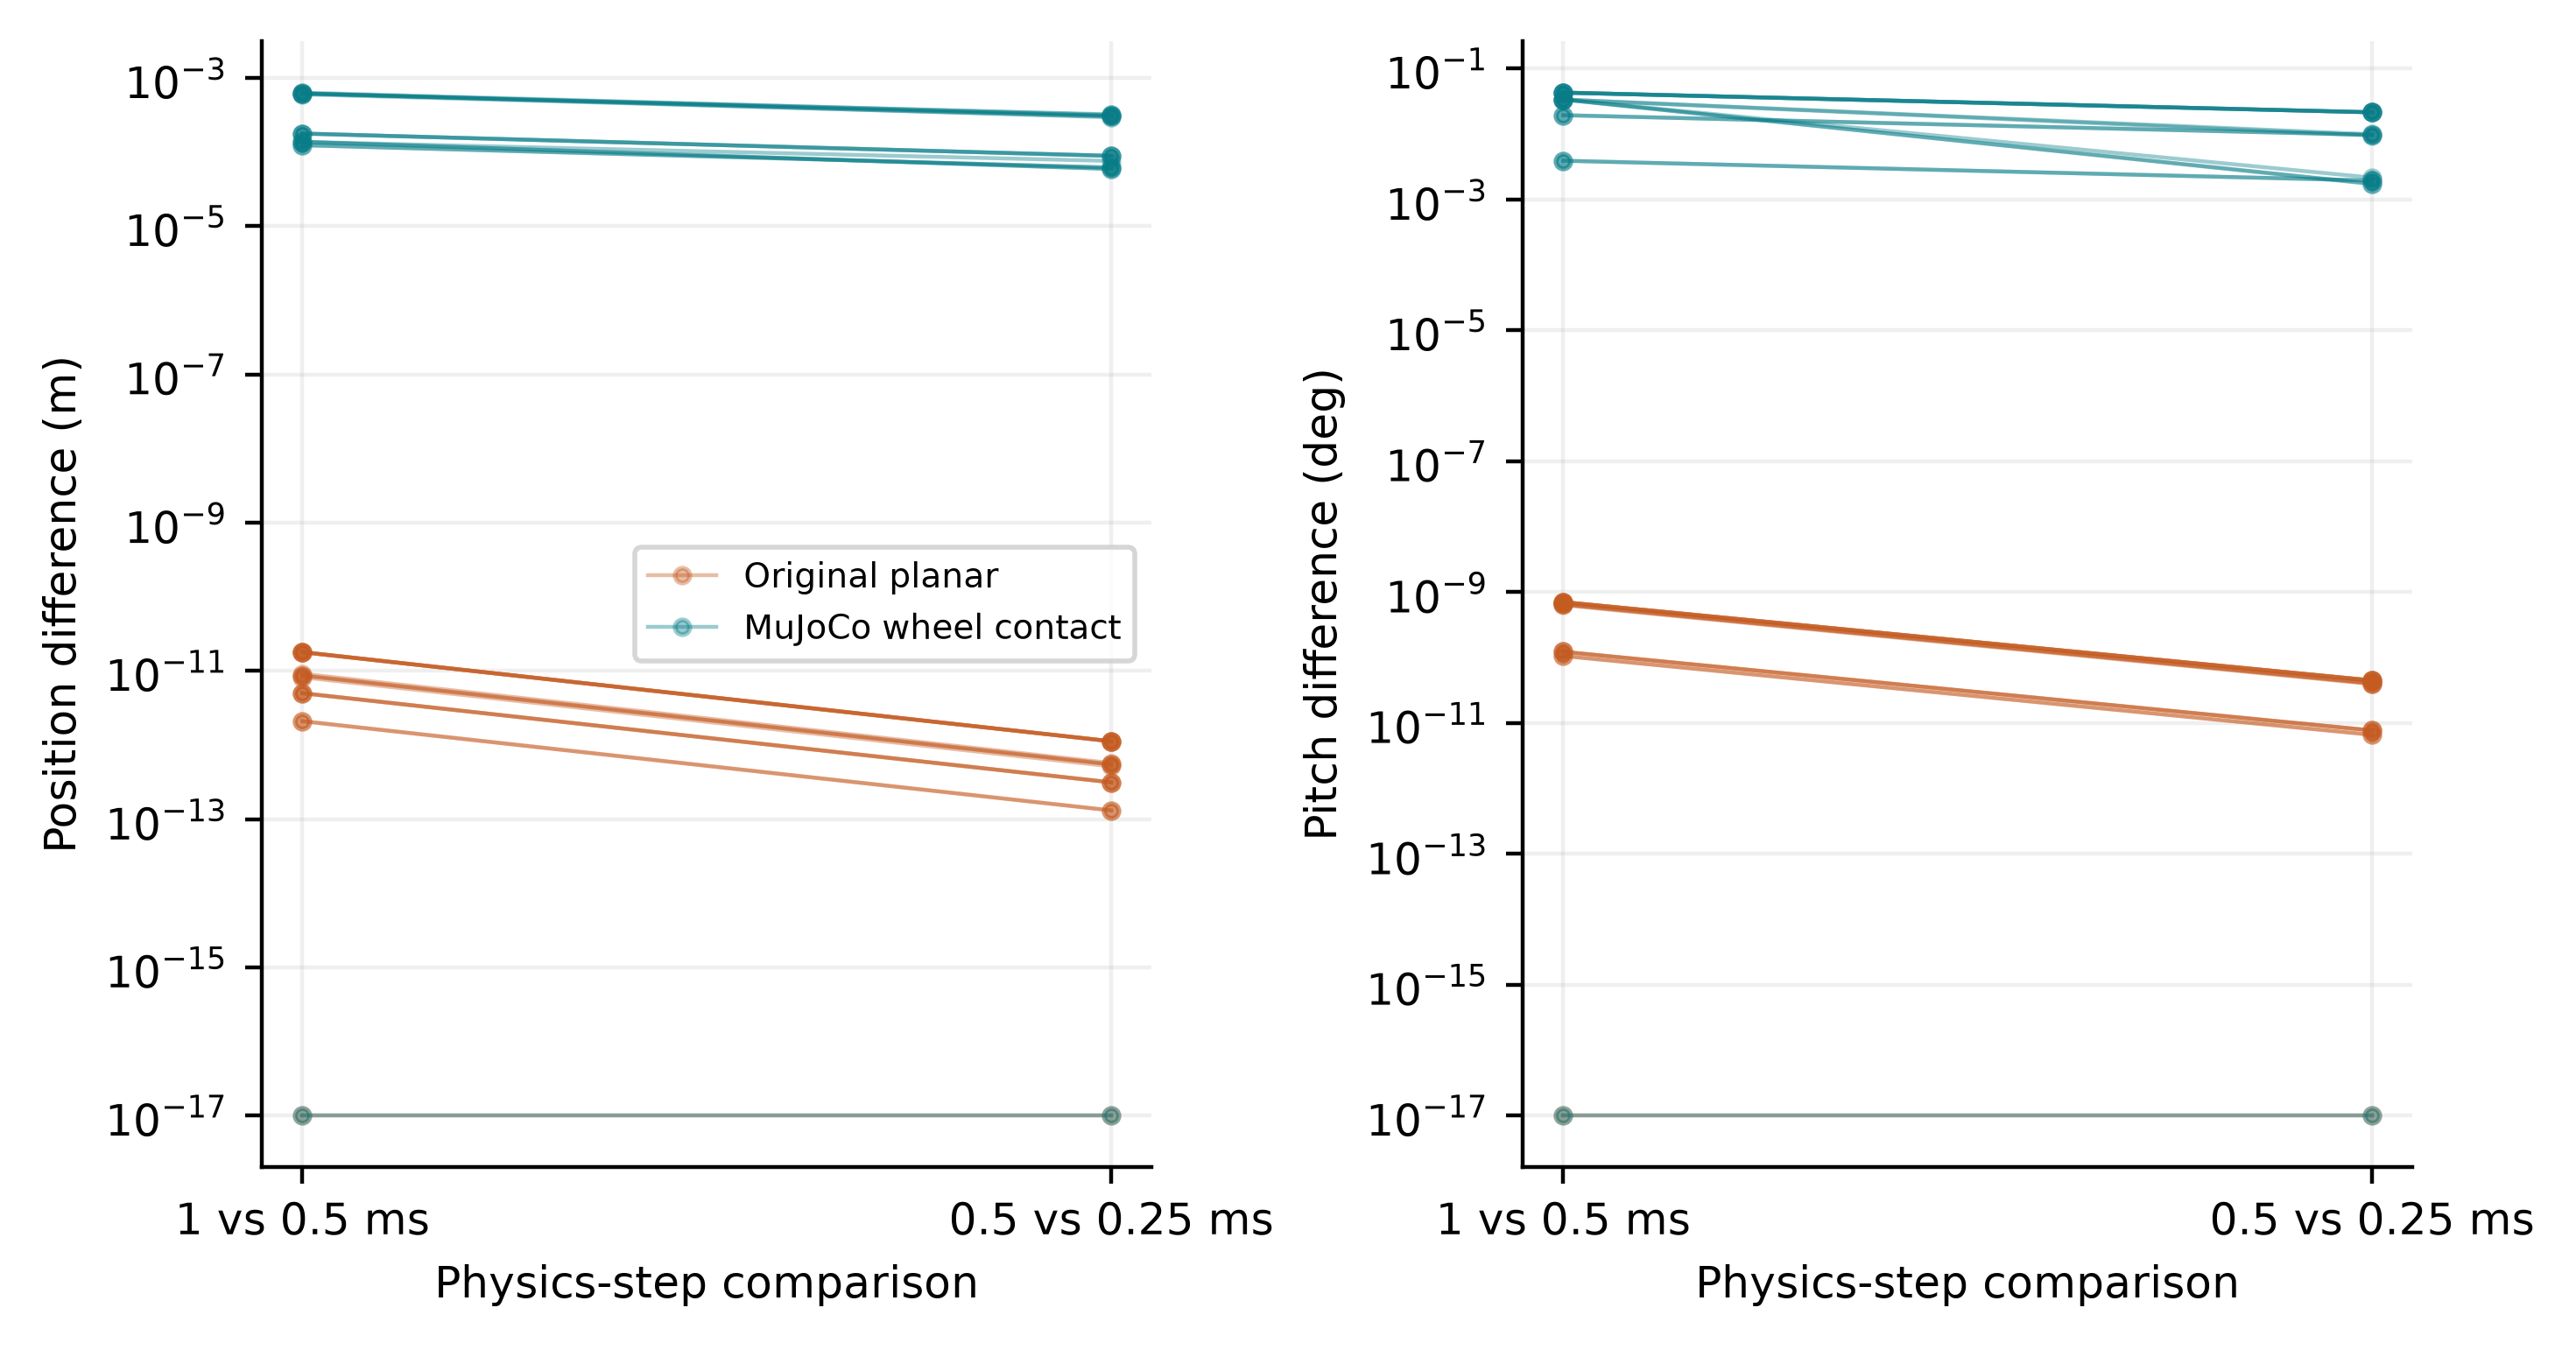 Position difference (m)
10⁻³
10⁻⁵
10⁻⁷
10⁻⁹
10⁻¹¹
10⁻¹³
10⁻¹⁵
10⁻¹⁷
Original planar
MuJoCo wheel contact
1 vs 0.5 ms
0.5 vs 0.25 ms
Physics-step comparison
Pitch difference (deg)
10⁻¹
10⁻³
10⁻⁵
10⁻⁷
10⁻⁹
10⁻¹¹
10⁻¹³
10⁻¹⁵
10⁻¹⁷
1 vs 0.5 ms
0.5 vs 0.25 ms
Physics-step comparison